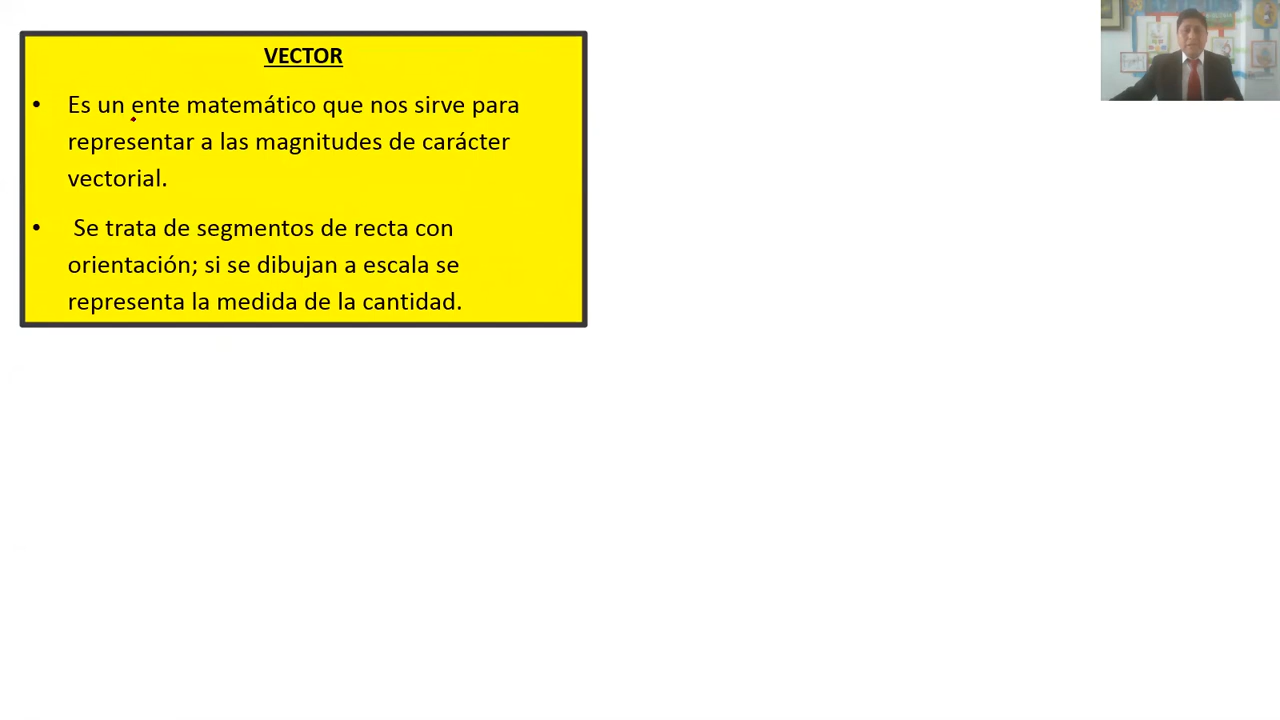 VECTOR
• Es un ente matemático que nos sirve para
representar a las magnitudes de carácter
vectorial.
• Se trata de segmentos de recta con
orientación; si se dibujan a escala se
representa la medida de la cantidad.